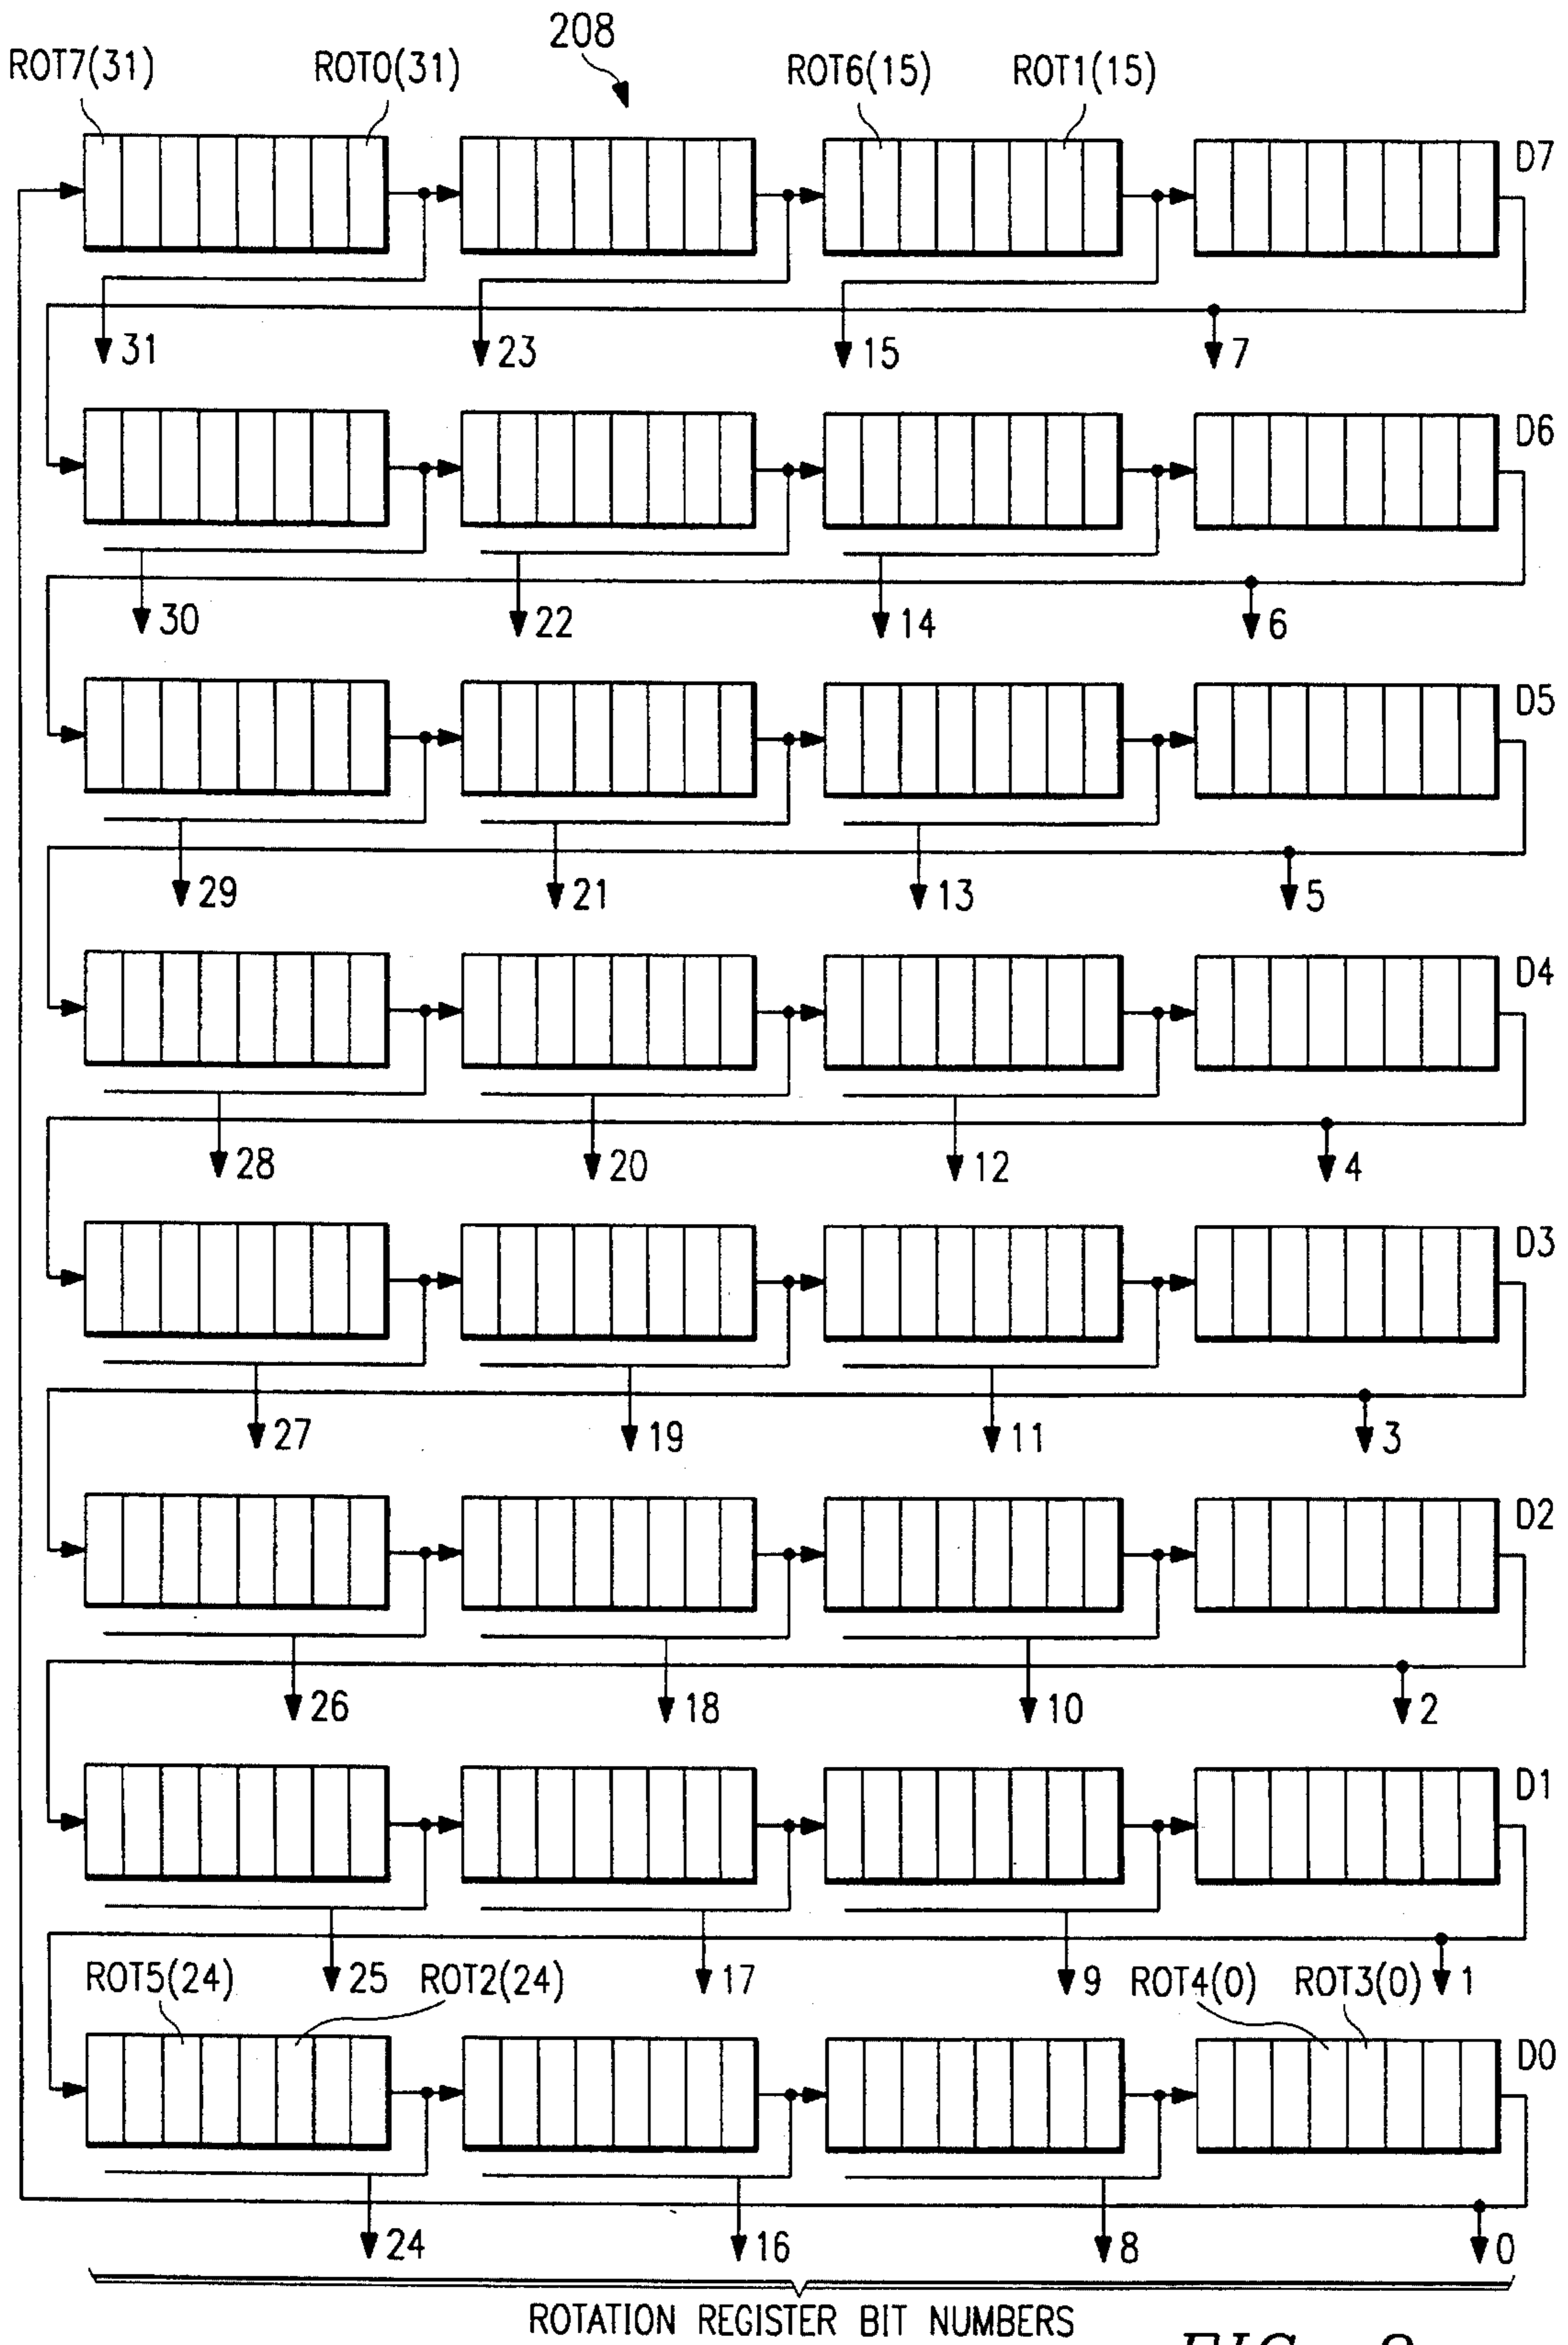 208
ROT7(31) ROT0(31) ROT6(15) ROT1(15)
D7
31 23 15 7
D6
30 22 14 6
D5
29 21 13 5
D4
28 20 12 4
D3
27 19 11 3
D2
26 18 10 2
D1
25 17 9 1
ROT5(24) ROT2(24) ROT4(0) ROT3(0)
D0
24 16 8 0
ROTATION REGISTER BIT NUMBERS